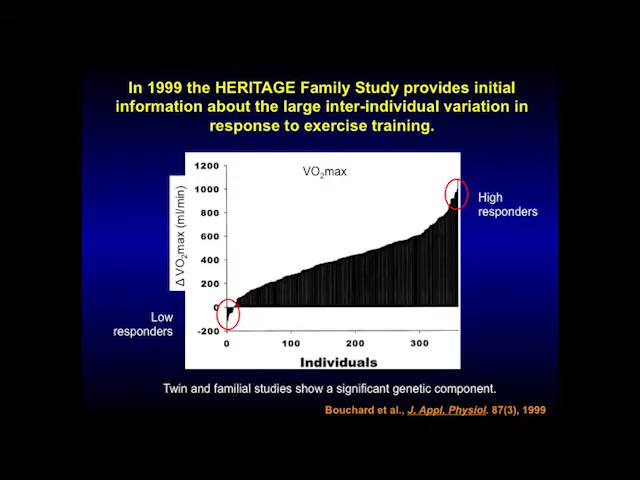 In 1999 the HERITAGE Family Study provides initial
information about the large inter-individual variation in
response to exercise training.
VO2max
1200
1000
800
600
400
200
0
-200
Δ VO2max (ml/min)
High
responders
Low
responders
0 100 200 300
Individuals
Twin and familial studies show a significant genetic component.
Bouchard et al., J. Appl. Physiol. 87(3), 1999